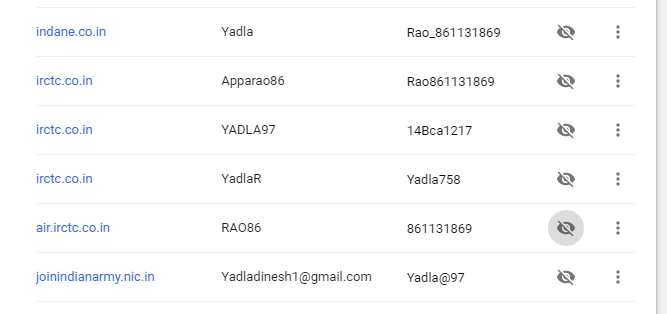 indane.co.in Yadla Rao_861131869
irctc.co.in Apparao86 Rao861131869
irctc.co.in YADLA97 14Bca1217
irctc.co.in YadlaR Yadla758
air.irctc.co.in RAO86 861131869
joinindianarmy.nic.in Yadladinesh1@gmail.com Yadla@97